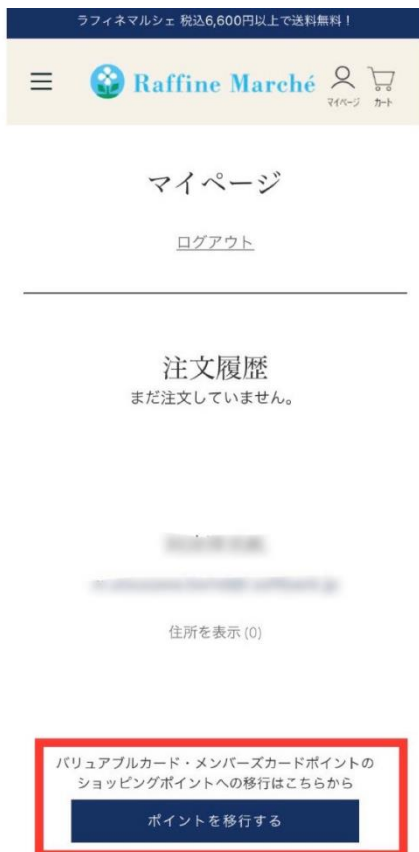 ラフィネマルシェ 税込6,600円以上で送料無料！
Raffine Marché
マイページ
カート
マイページ
ログアウト
注文履歴
まだ注文していません。
住所を表示 (0)
バリュアブルカード・メンバーズカードポイントの
ショッピングポイントへの移行はこちらから
ポイントを移行する